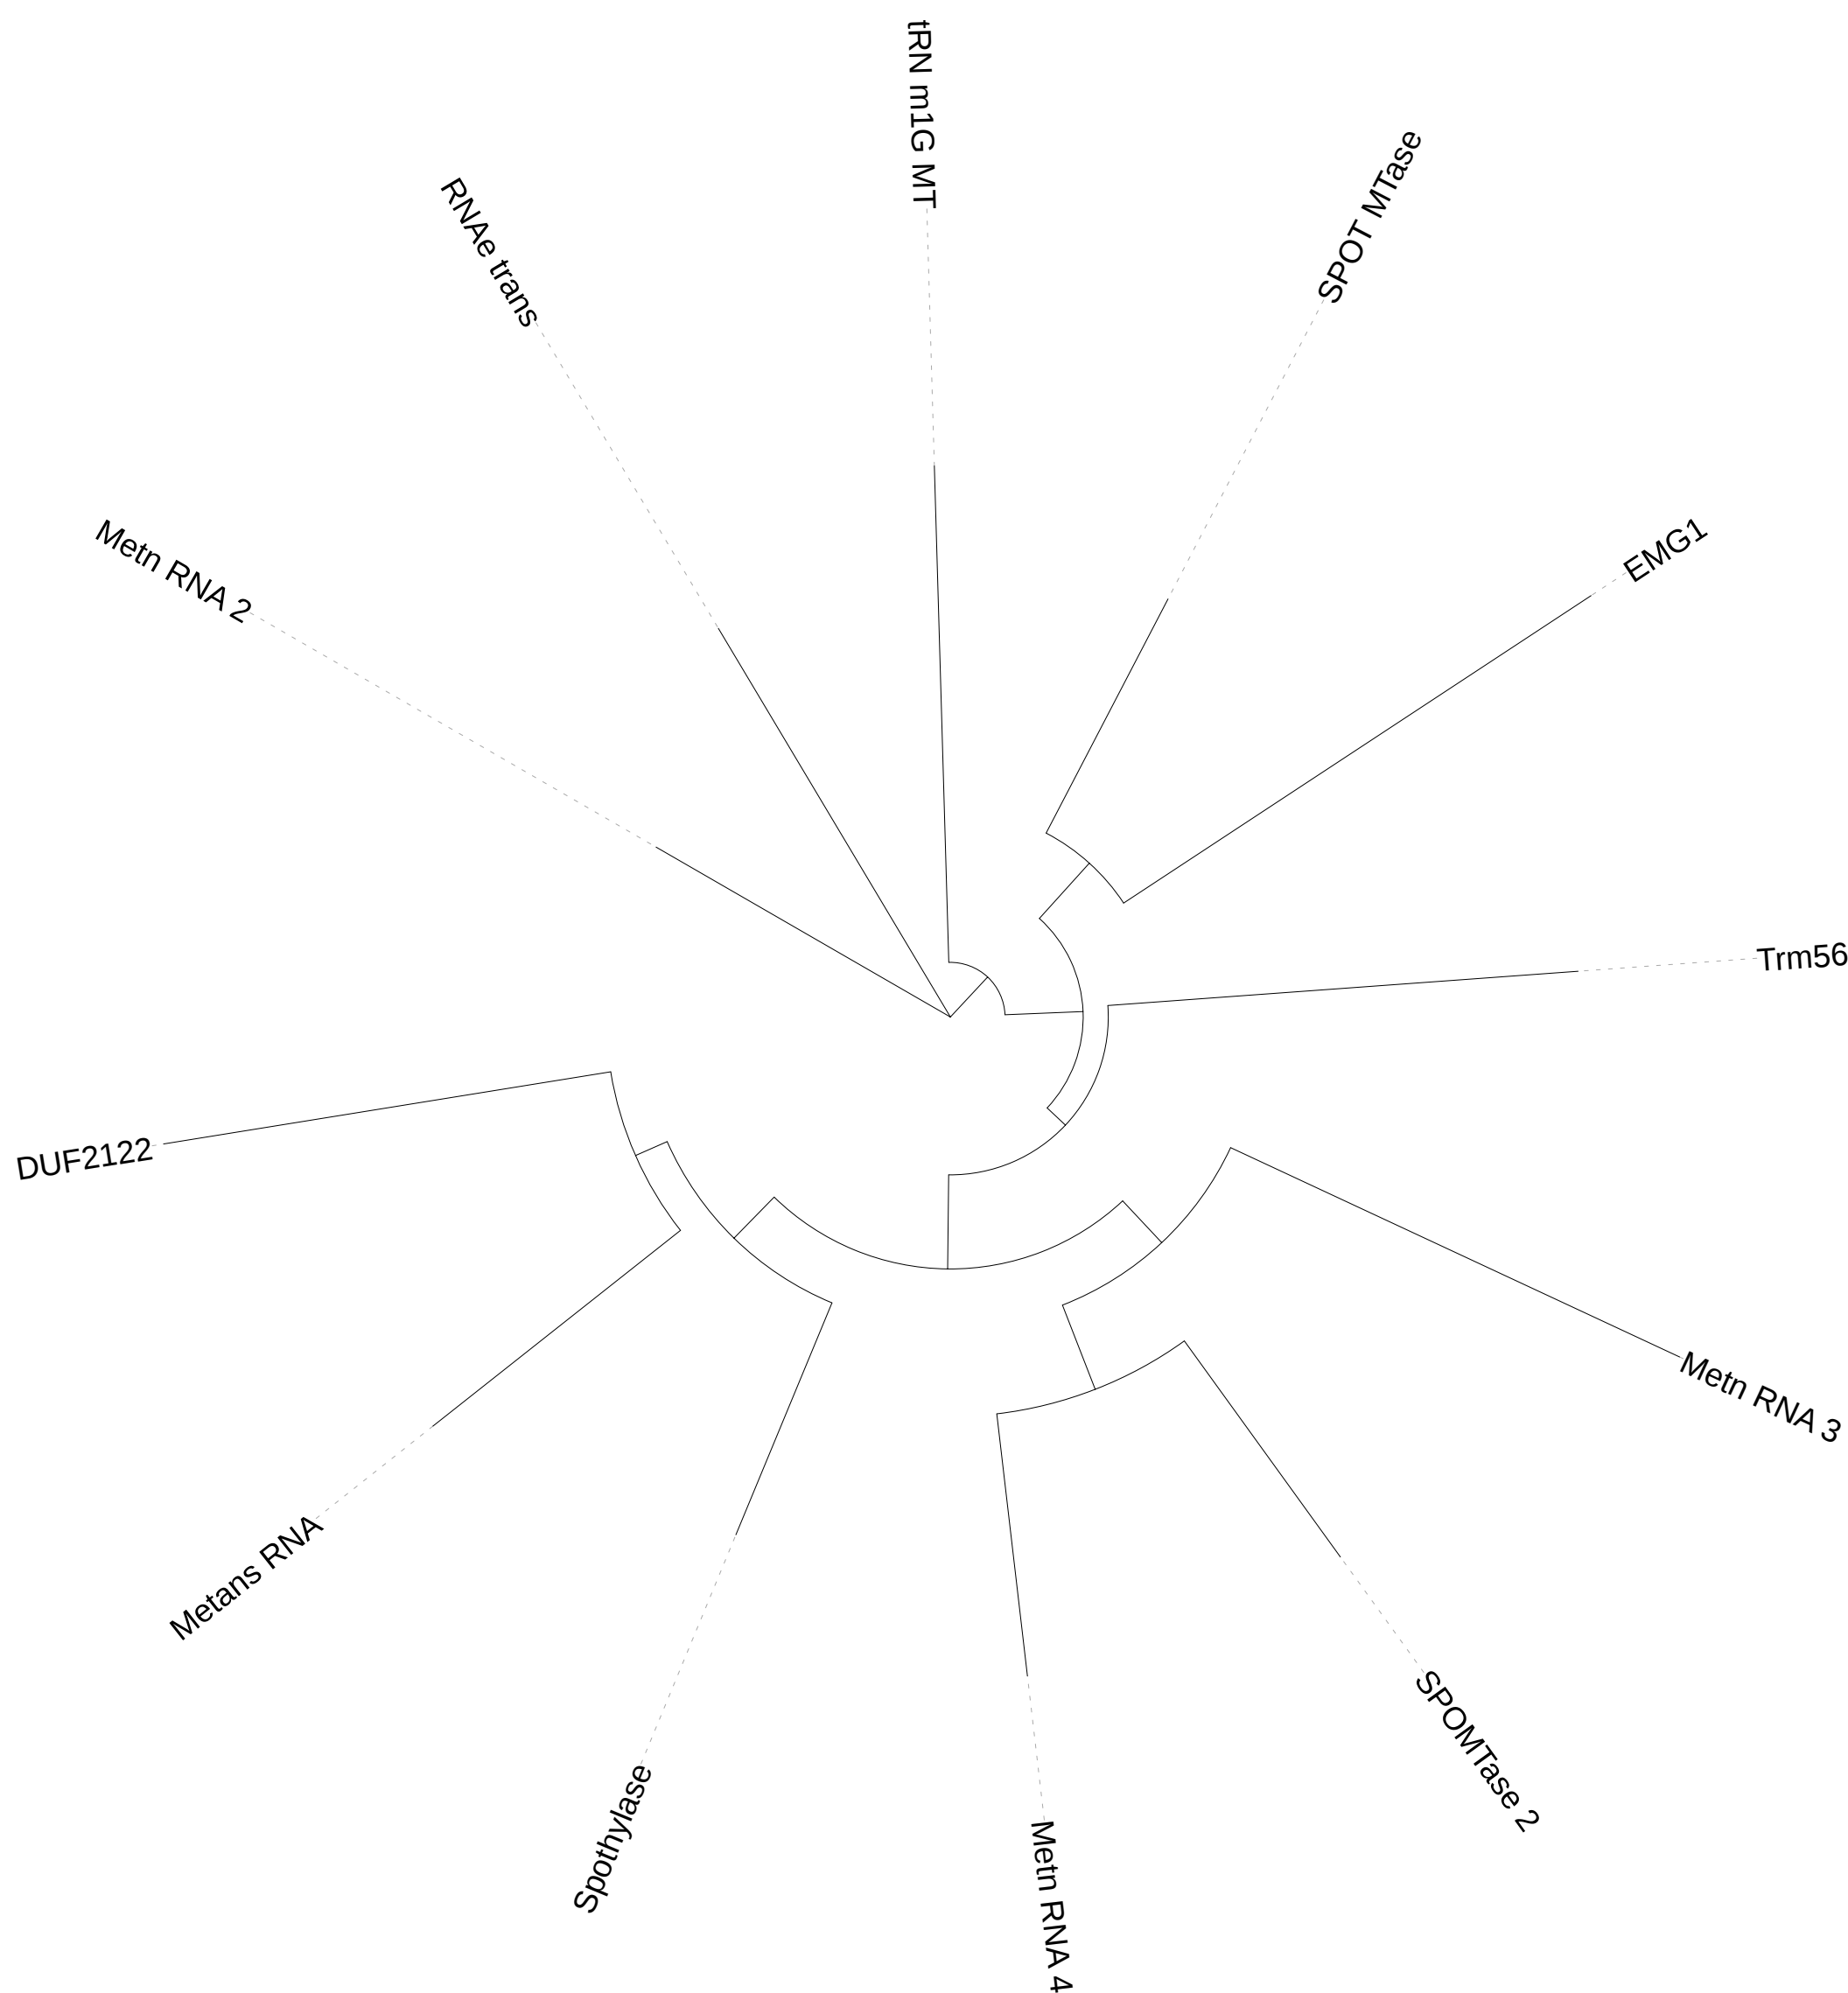 tRN m1G MT
SPOT MTase
RNAe trans
EMG1
Metn RNA 2
Trm56
DUF2122
Metn RNA 3
Metans RNA
SPOMTase 2
Spothylase
Metn RNA 4